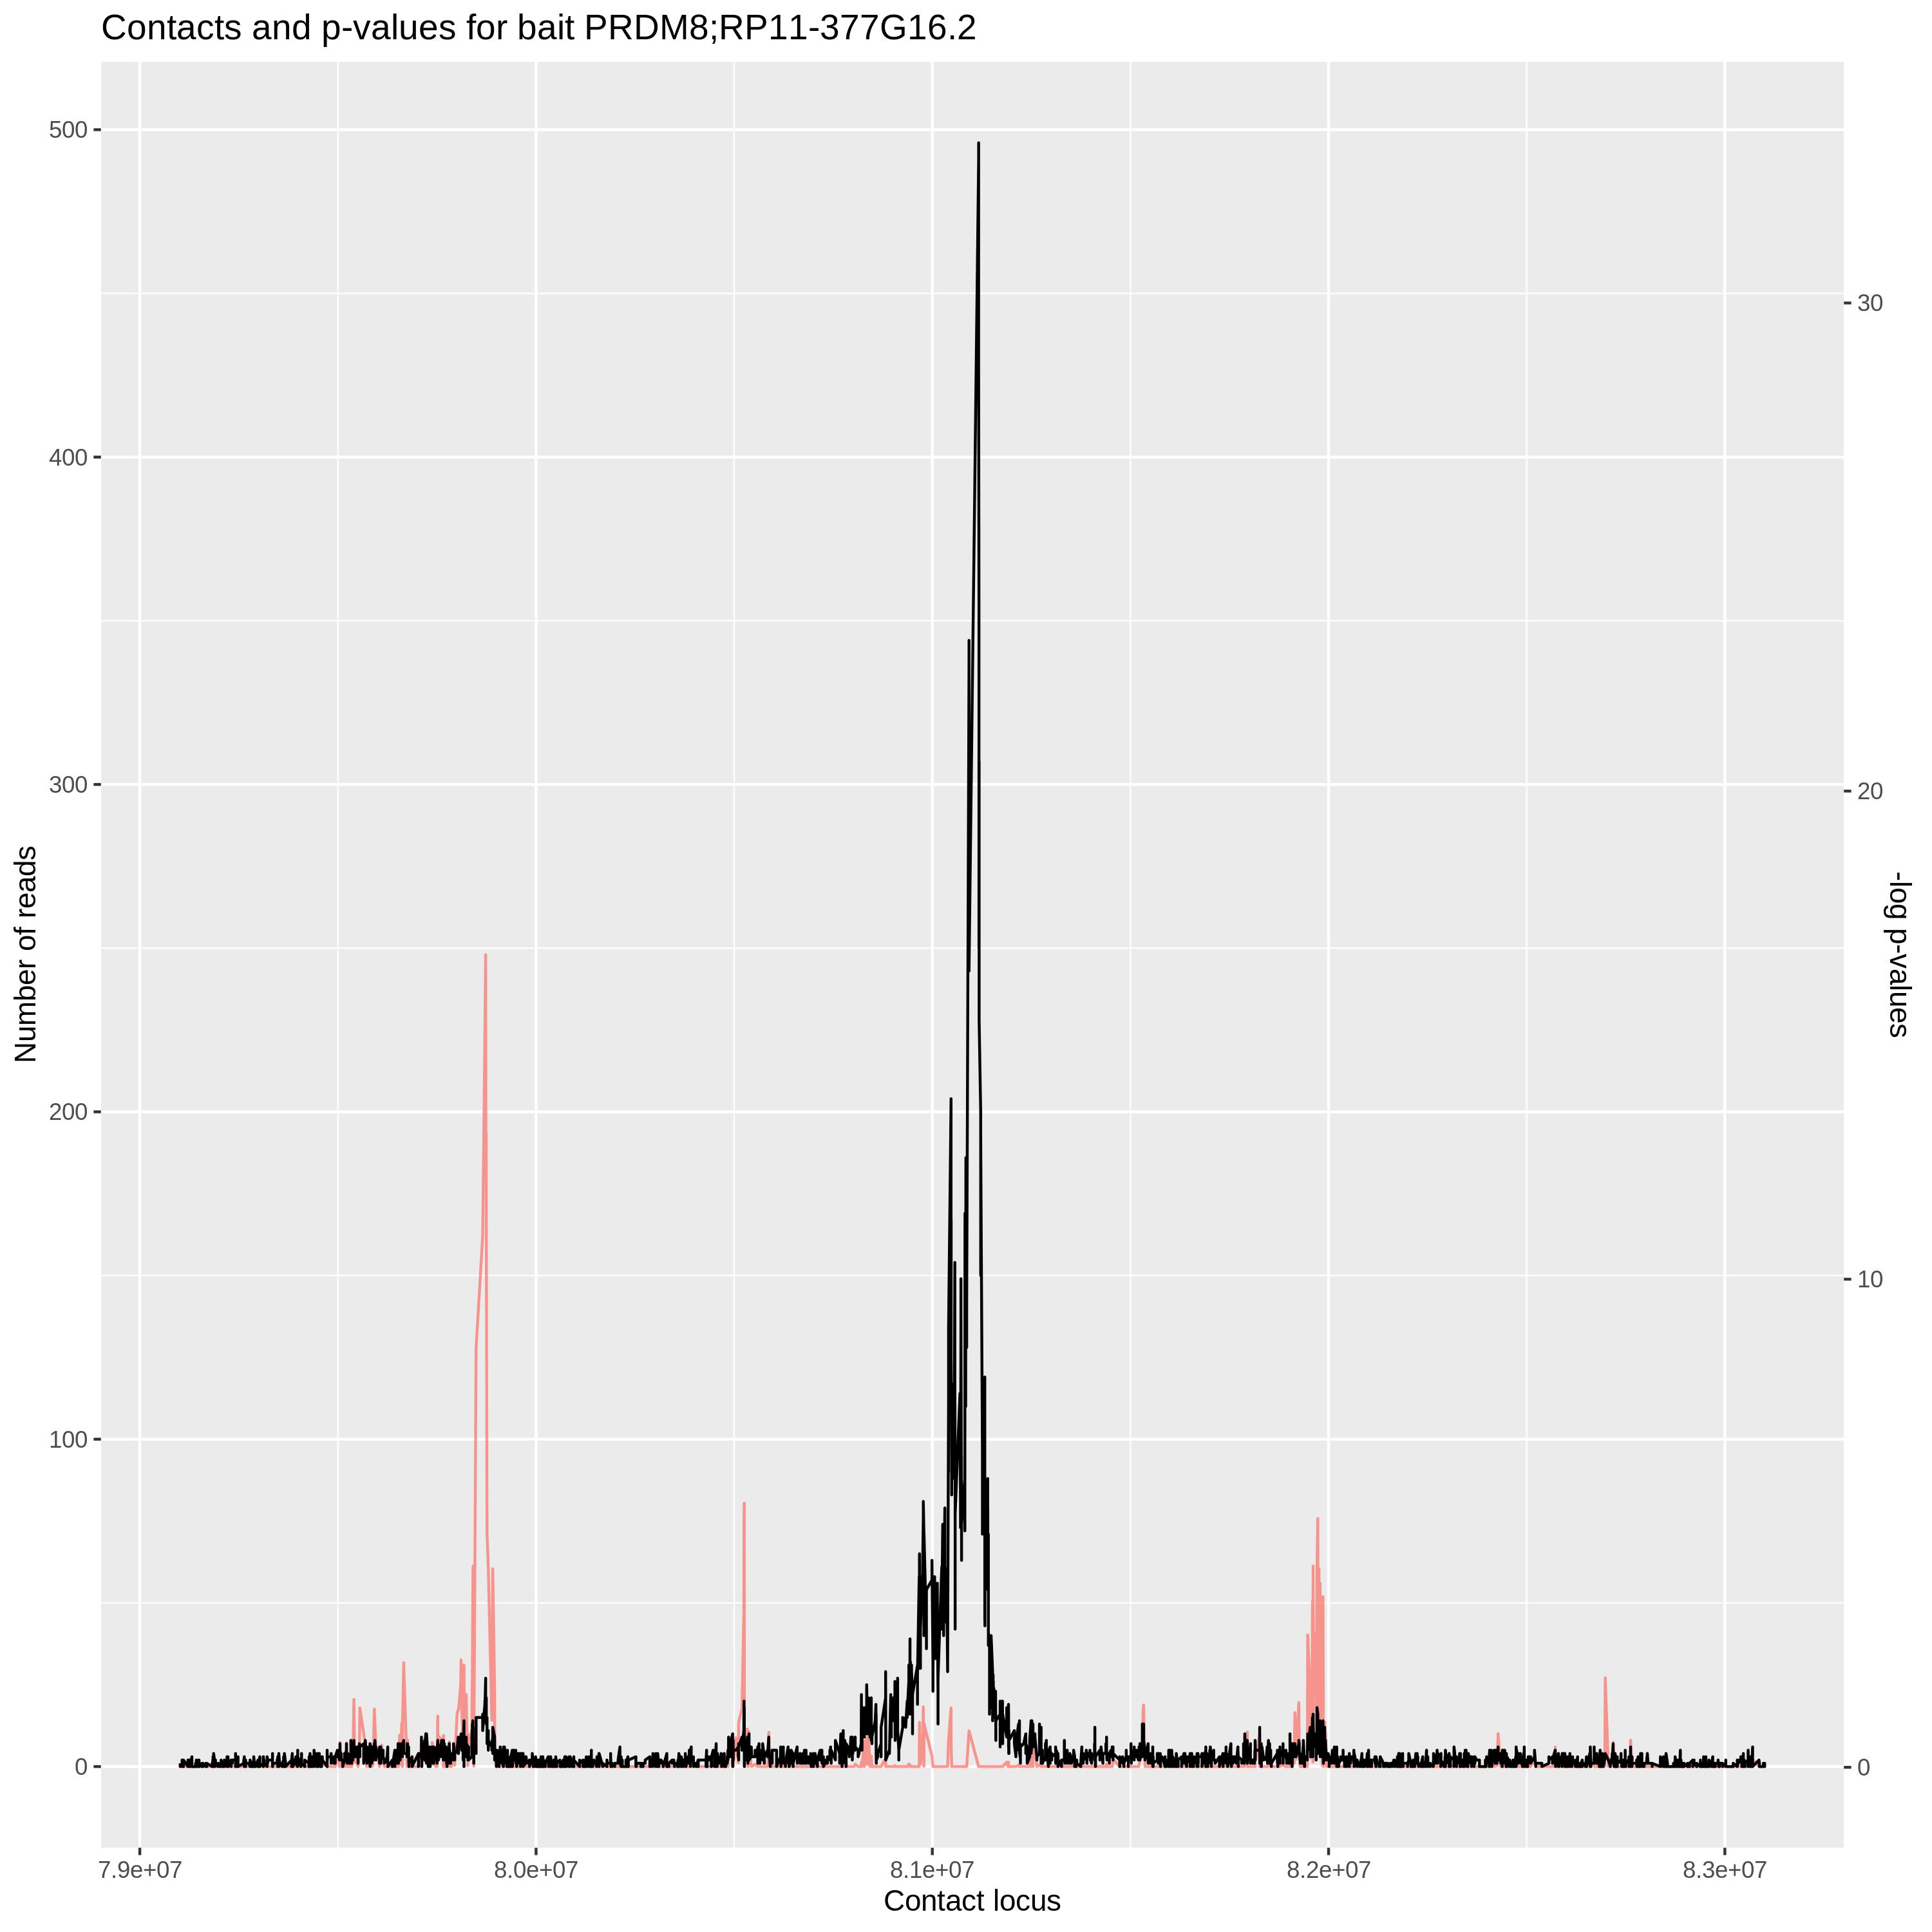 Contacts and p-values for bait PRDM8;RP11-377G16.2
500
400
300
200
100
0
Number of reads
30
20
10
0
-log p-values
7.9e+07
8.0e+07
8.1e+07
8.2e+07
8.3e+07
Contact locus